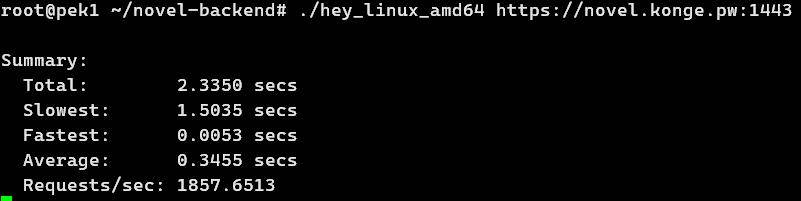 root@pek1 ~/novel-backend# ./hey_linux_amd64 https://novel.konge.pw:1443
Summary:
Total: 2.3350 secs
Slowest: 1.5035 secs
Fastest: 0.0053 secs
Average: 0.3455 secs
Requests/sec: 1857.6513